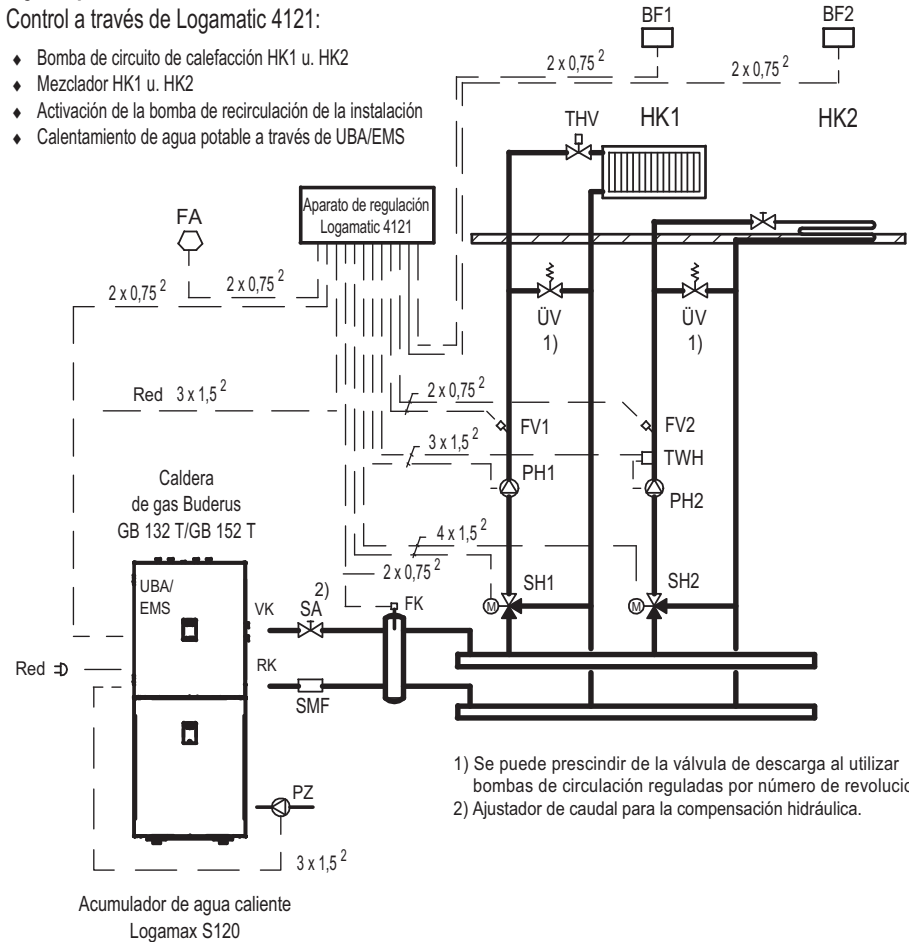 Control a través de Logamatic 4121:
♦ Bomba de circuito de calefacción HK1 u. HK2
♦ Mezclador HK1 u. HK2
♦ Activación de la bomba de recirculación de la instalación
♦ Calentamiento de agua potable a través de UBA/EMS
BF1
BF2
2 x 0,75 ²
2 x 0,75 ²
THV
HK1
HK2
Aparato de regulación
Logamatic 4121
FA
2 x 0,75 ²
2 x 0,75 ²
ÜV
1)
ÜV
1)
Red 3 x 1,5 ²
2 x 0,75 ²
FV1
FV2
3 x 1,5 ²
TWH
PH1
PH2
Caldera
de gas Buderus
GB 132 T/GB 152 T
4 x 1,5 ²
2 x 0,75 ²
SH1
SH2
M
M
UBA/
EMS
VK
2)
SA
FK
Red
RK
SMF
PZ
3 x 1,5 ²
1) Se puede prescindir de la válvula de descarga al utilizar
bombas de circulación reguladas por número de revolucio
2) Ajustador de caudal para la compensación hidráulica.
Acumulador de agua caliente
Logamax S120